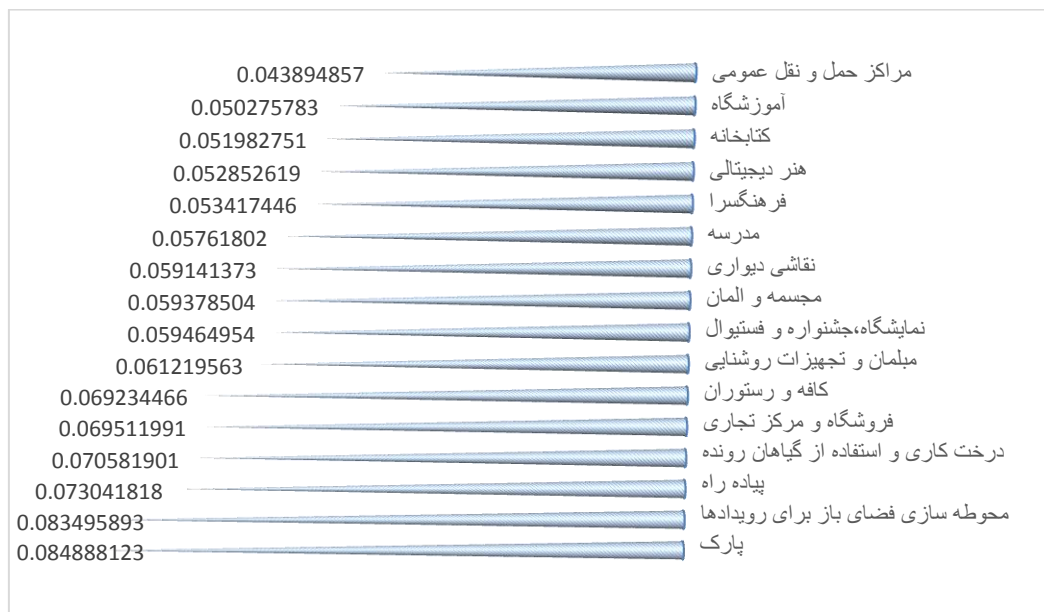 مراکز حمل و نقل عمومی 0.043894857
آموزشگاه 0.050275783
کتابخانه 0.051982751
هنر دیجیتالی 0.052852619
فرهنگسرا 0.053417446
مدرسه 0.05761802
نقاشی دیواری 0.059141373
مجسمه و المان 0.059378504
نمایشگاه،جشنواره و فستیوال 0.059464954
مبلمان و تجهیزات روشنایی 0.061219563
کافه و رستوران 0.069234466
فروشگاه و مرکز تجاری 0.069511991
درخت کاری و استفاده از گیاهان رونده 0.070581901
پیاده راه 0.073041818
محوطه سازی فضای باز برای رویدادها 0.083495893
پارک 0.084888123